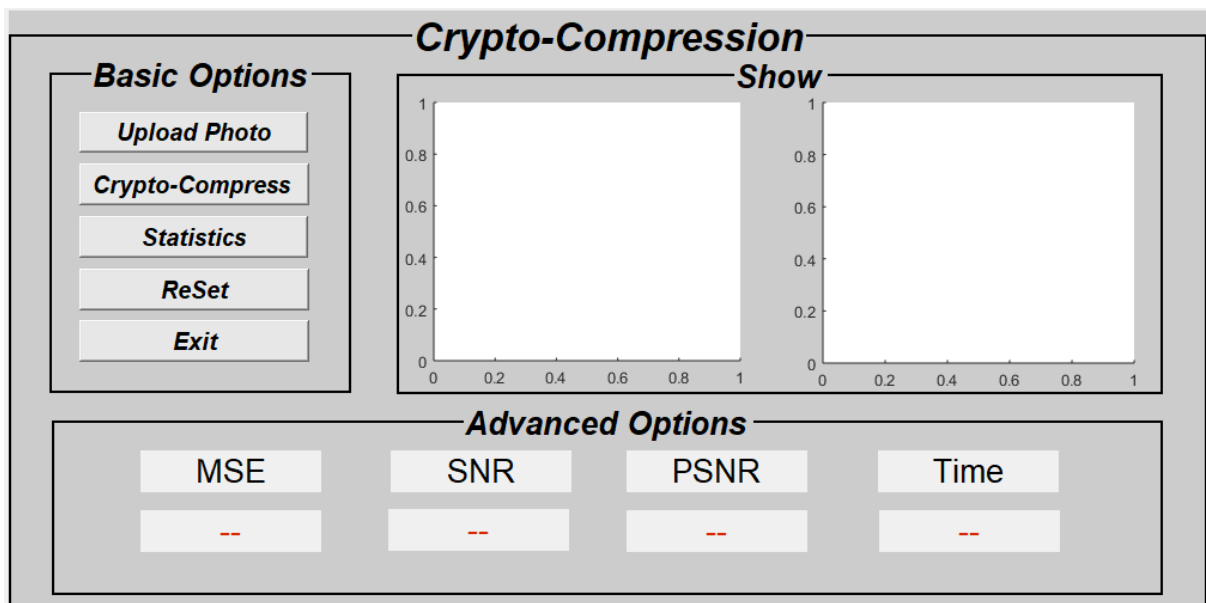 Crypto-Compression
Basic Options
Upload Photo
Crypto-Compress
Statistics
ReSet
Exit
Show
1
0.8
0.6
0.4
0.2
0
0 0.2 0.4 0.6 0.8 1
1
0.8
0.6
0.4
0.2
0
0 0.2 0.4 0.6 0.8 1
Advanced Options
MSE SNR PSNR Time
-- -- -- --